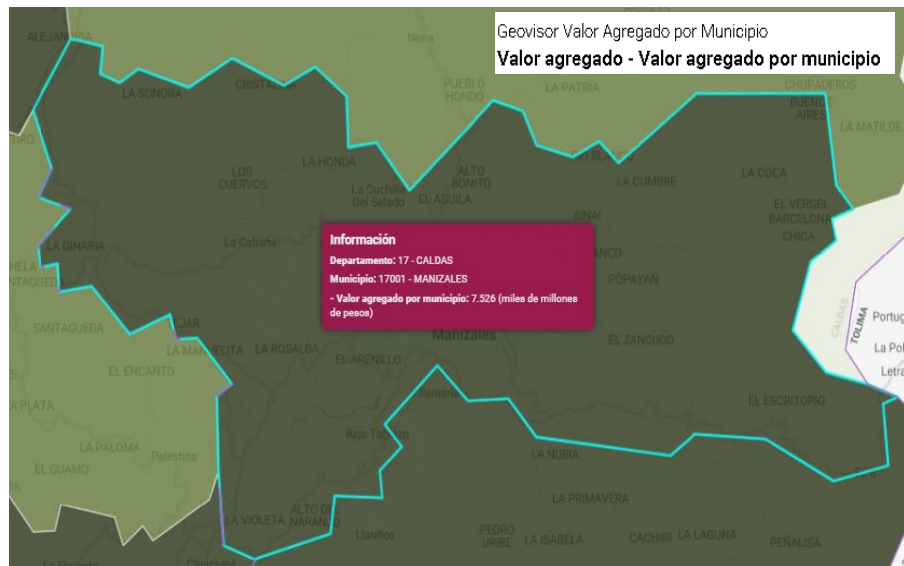 Geovisor Valor Agregado por Municipio
Valor agregado - Valor agregado por municipio
Neira
CRISTALINA
LA SONORA
PUEBLO
HONDO
LA PATRIA
CHUPADEROS
BUENOS
AIRES
LA MATILDE
LOS
CUERVOS
LA HONDA
La Cuchilla
Del Salado
ALTO
BONITO
EL AGUILA
LA CUMBRE
LA COCA
SINAI
EL VERGEL
BARCELONA
CHICA
LA GINARIA
La Cabaña
POPAYAN
Información
Departamento: 17 - CALDAS
Municipio: 17001 - MANIZALES
- Valor agregado por municipio: 7.526 (miles de millones
de pesos)
CALDAS
TOLIMA
Manizales
SANTAGUEDA
LA MANUELITA
LA ROSALBA
EL ARENILLO
EL ZANCUDO
La Pol
Letra
EL ENCANTO
Villamaria
EL ESCRITORIO
A PLATA
Bajo Tablazo
LA PALOMA
Palestina
EL GUAMO
LA NUBIA
LA PRIMAVERA
LA VIOLETA
ALTO DEL
NARANJO
Llanitos
PEDRO
URIBE
LA ISABELA
CACHIRI
LA LAGUNA
PEÑALISA
Chinchiná